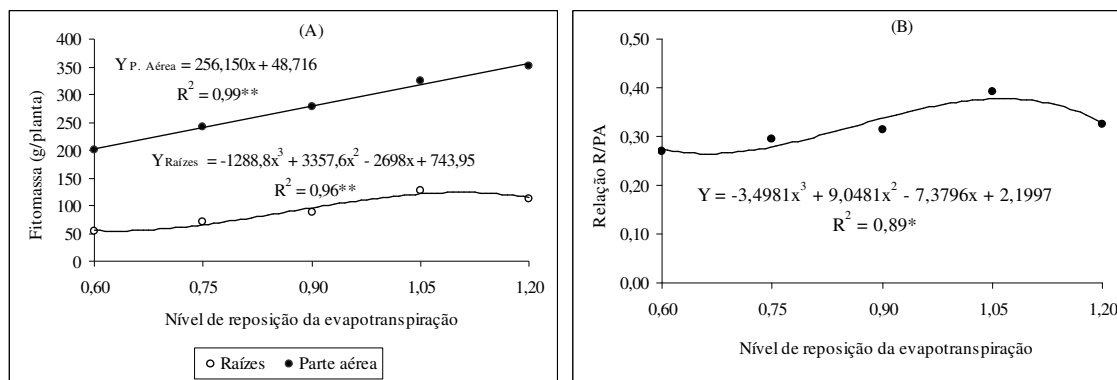 (A)
400
350
300
250
200
150
100
50
0
Fitomassa (g/planta)
Y P. Aérea = 256,150x + 48,716
R² = 0,99**
Y Raízes = -1288,8x³ + 3357,6x² - 2698x + 743,95
R² = 0,96**
0,60 0,75 0,90 1,05 1,20
Nível de reposição da evapotranspiração
Raízes Parte aérea
(B)
0,50
0,40
0,30
0,20
0,10
0,00
Relação R/PA
Y = -3,4981x³ + 9,0481x² - 7,3796x + 2,1997
R² = 0,89*
0,60 0,75 0,90 1,05 1,20
Nível de reposição da evapotranspiração